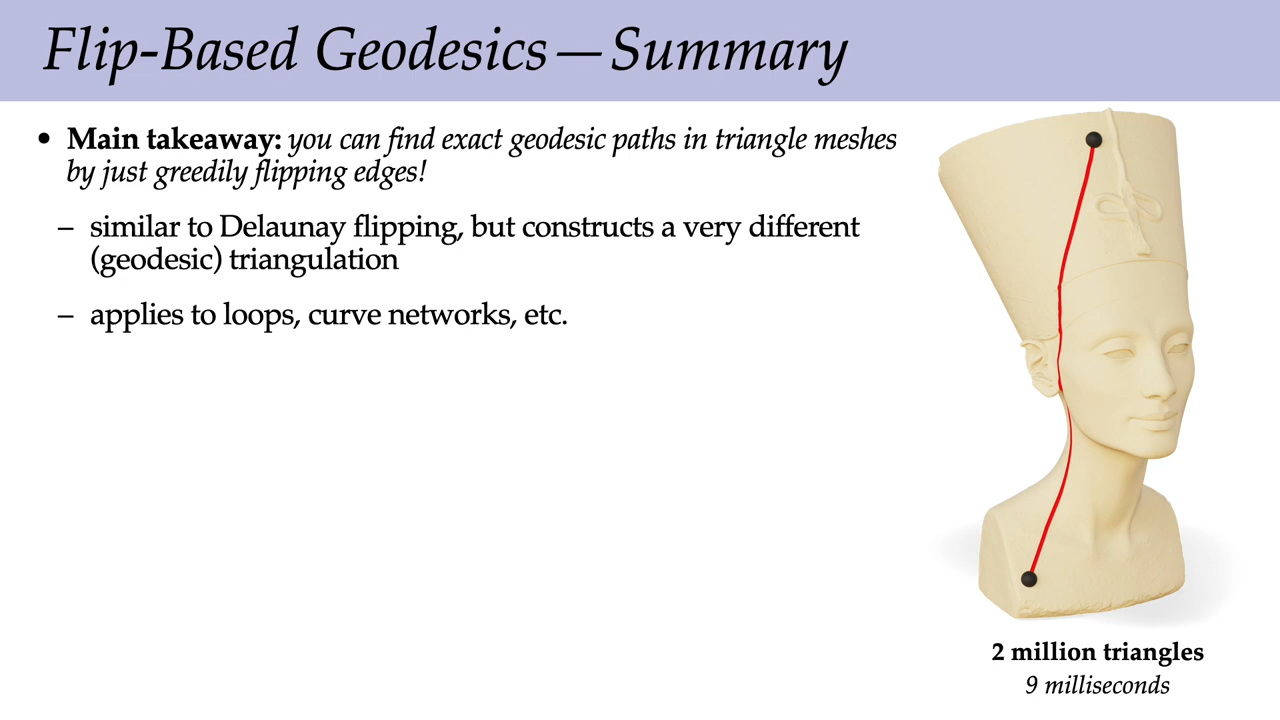 Flip-Based Geodesics—Summary
• Main takeaway: you can find exact geodesic paths in triangle meshes
by just greedily flipping edges!
– similar to Delaunay flipping, but constructs a very different
(geodesic) triangulation
– applies to loops, curve networks, etc.
2 million triangles
9 milliseconds